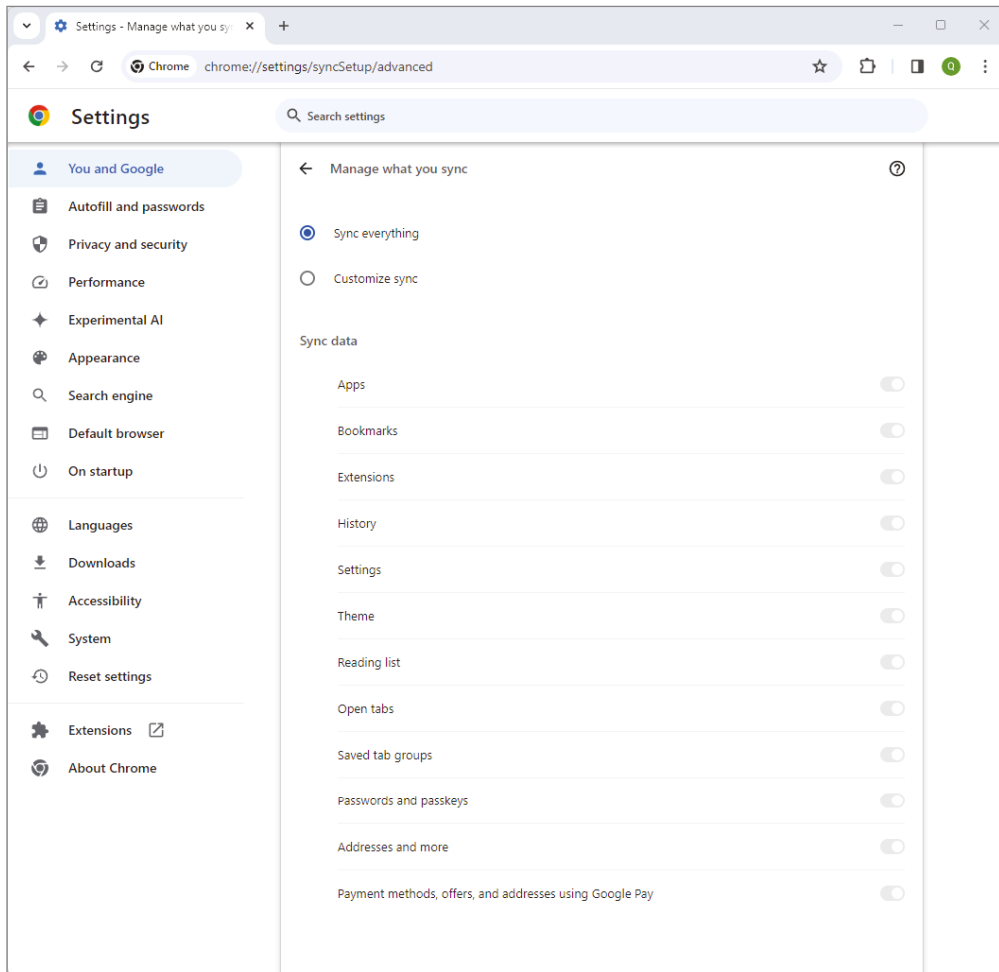 Settings - Manage what you sy
Chrome chrome://settings/syncSetup/advanced
Q
Settings
Search settings
You and Google
Autofill and passwords
Privacy and security
Performance
Experimental AI
Appearance
Search engine
Default browser
On startup
Languages
Downloads
Accessibility
System
Reset settings
Extensions
About Chrome
Manage what you sync
Sync everything
Customize sync
Sync data
Apps
Bookmarks
Extensions
History
Settings
Theme
Reading list
Open tabs
Saved tab groups
Passwords and passkeys
Addresses and more
Payment methods, offers, and addresses using Google Pay